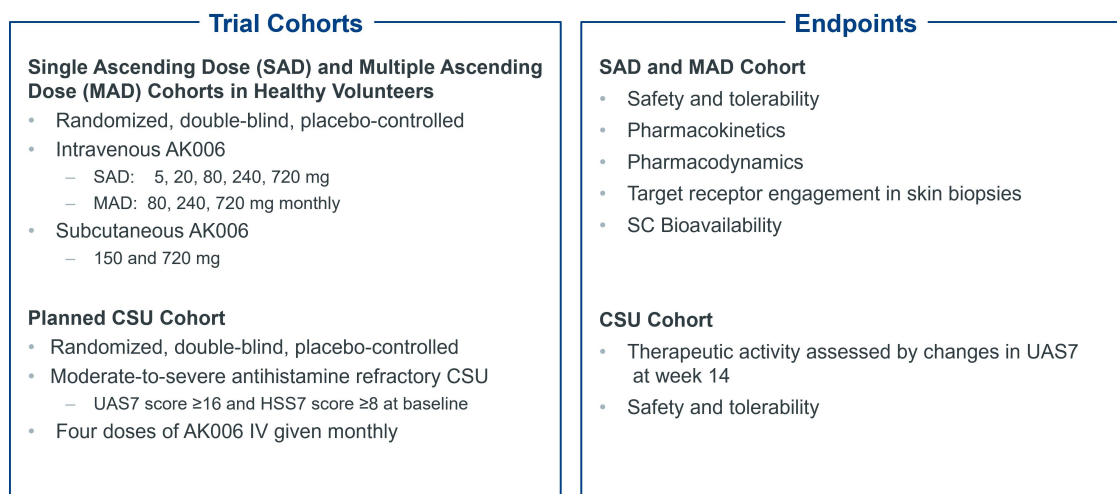 Trial Cohorts
Single Ascending Dose (SAD) and Multiple Ascending
Dose (MAD) Cohorts in Healthy Volunteers
• Randomized, double-blind, placebo-controlled
• Intravenous AK006
– SAD: 5, 20, 80, 240, 720 mg
– MAD: 80, 240, 720 mg monthly
• Subcutaneous AK006
– 150 and 720 mg
Planned CSU Cohort
• Randomized, double-blind, placebo-controlled
• Moderate-to-severe antihistamine refractory CSU
– UAS7 score ≥16 and HSS7 score ≥8 at baseline
• Four doses of AK006 IV given monthly
Endpoints
SAD and MAD Cohort
• Safety and tolerability
• Pharmacokinetics
• Pharmacodynamics
• Target receptor engagement in skin biopsies
• SC Bioavailability
CSU Cohort
• Therapeutic activity assessed by changes in UAS7
at week 14
• Safety and tolerability